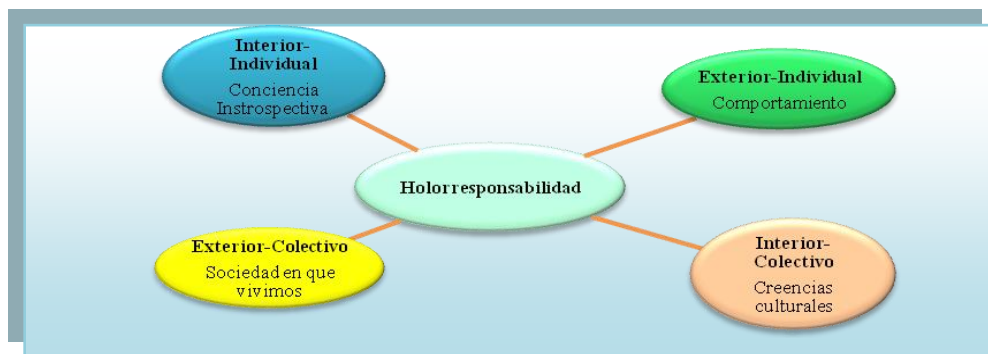 Interior-
Individual
Conciencia
Instrospectiva
Exterior-Individual
Comportamiento
Holorresponsabilidad
Exterior-Colectivo
Sociedad en que
vivimos
Interior-
Colectivo
Creencias
culturales